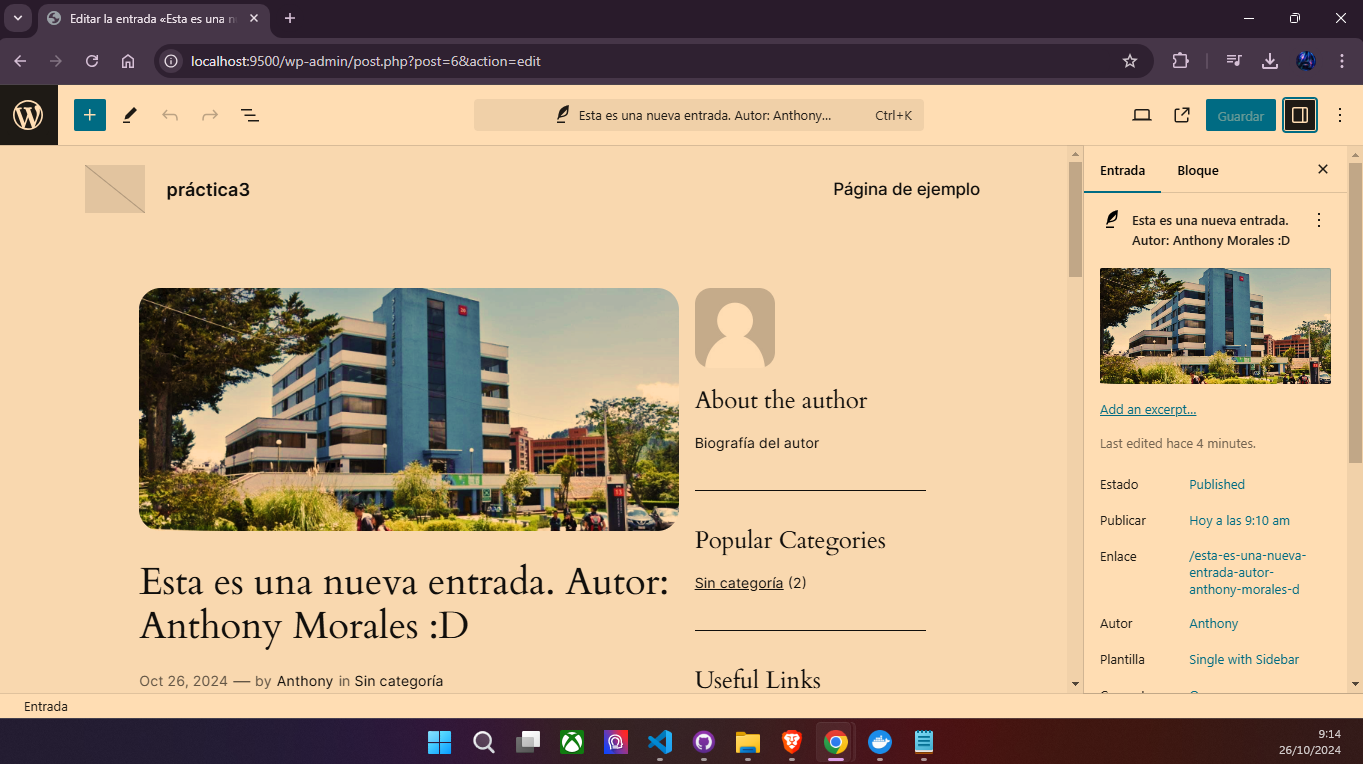 Editar la entrada «Esta es una n
localhost:9500/wp-admin/post.php?post=6&action=edit
Esta es una nueva entrada. Autor: Anthony... Ctrl+K
Guardar
práctica3
Página de ejemplo
About the author
Biografía del autor
Popular Categories
Sin categoría (2)
Useful Links
Esta es una nueva entrada. Autor:
Anthony Morales :D
Oct 26, 2024 — by Anthony in Sin categoría
Entrada Bloque
Esta es una nueva entrada.
Autor: Anthony Morales :D
Add an excerpt...
Last edited hace 4 minutes.
Estado Published
Publicar Hoy a las 9:10 am
Enlace /esta-es-una-nueva-
entrada-autor-
anthony-morales-d
Autor Anthony
Plantilla Single with Sidebar
Entrada
9:14
26/10/2024